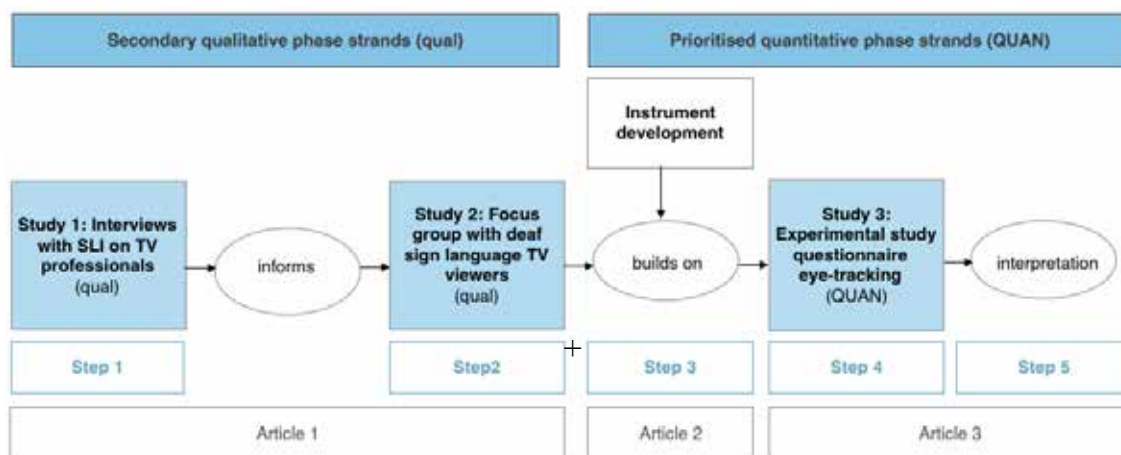 Secondary qualitative phase strands (qual)
Prioritised quantitative phase strands (QUAN)
Instrument
development
Study 1: Interviews
with SLI on TV
professionals
(qual)
informs
Study 2: Focus
group with deaf
sign language TV
viewers
(qual)
builds on
Study 3:
Experimental study
questionnaire
eye-tracking
(QUAN)
interpretation
Step 1
Step2
+
Step 3
Step 4
Step 5
Article 1
Article 2
Article 3